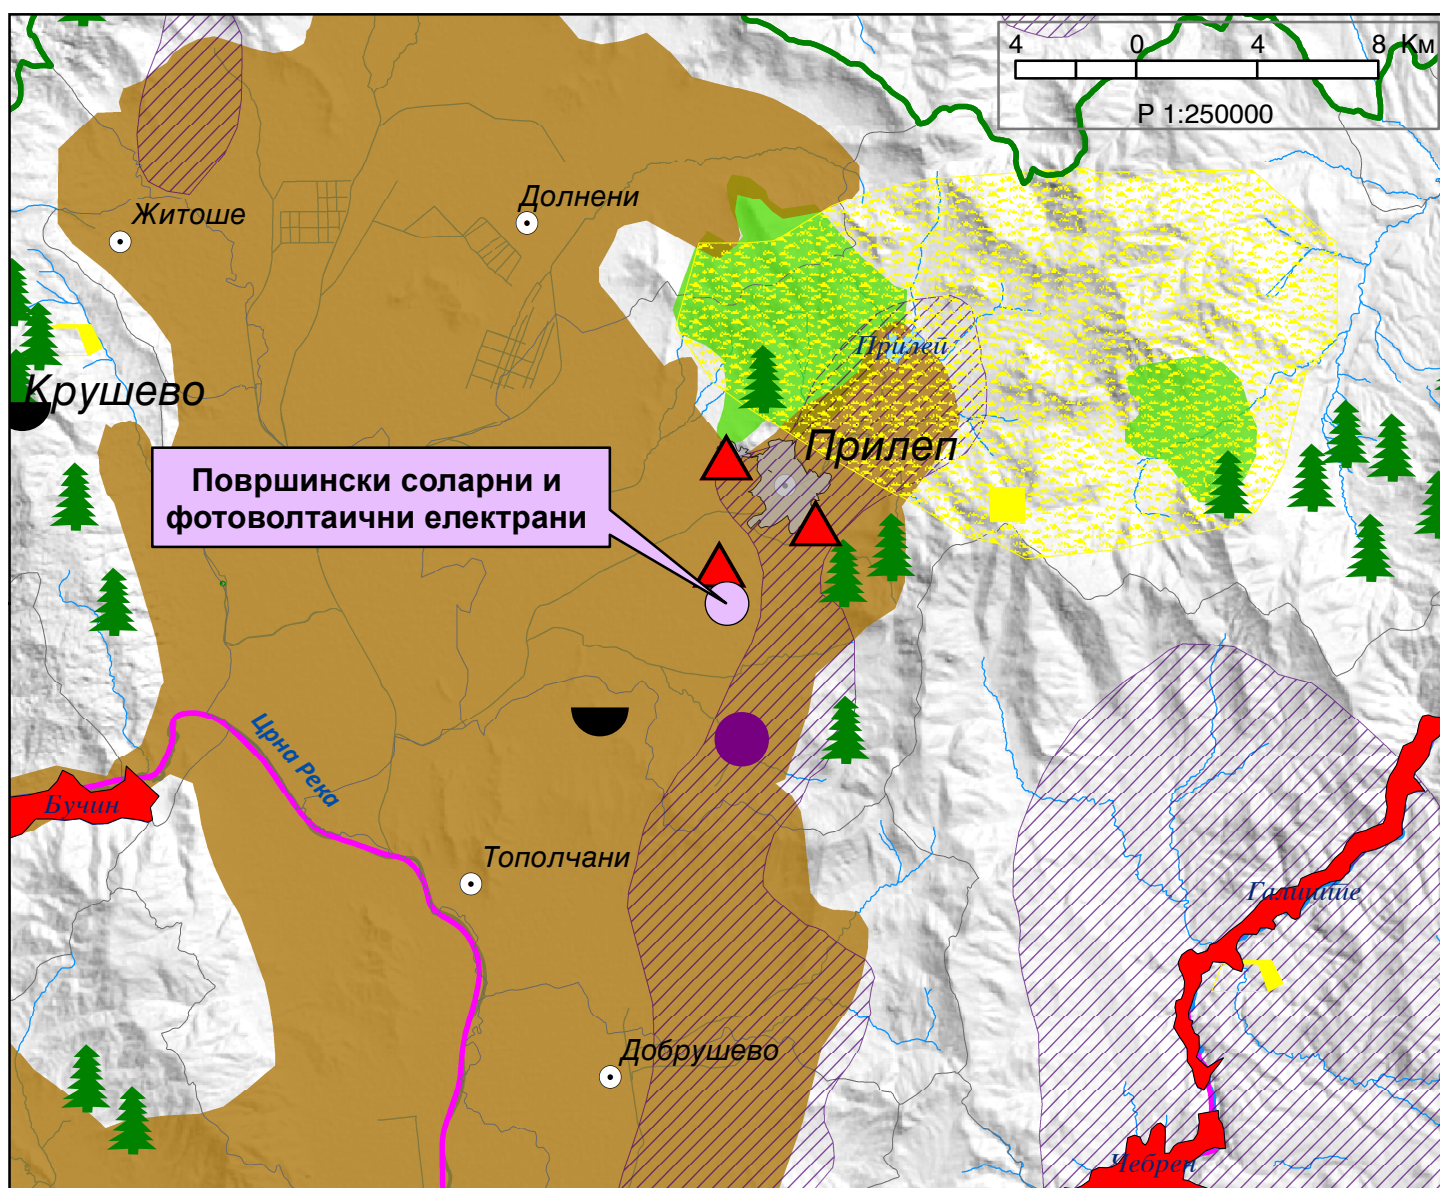 4 0 4 8 Км
Р 1:250000
Долнени
Житоше
Прилеп
Крушево
Прилеп
Површински соларни и
фотоволтаични електрани
Црна Река
Бучин
Тополчани
Галиште
Добрушево
Чебрен